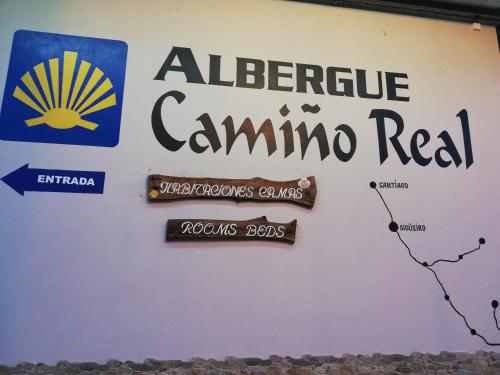 ALBERGUE
Camiño Real
ENTRADA
HABITACIONES CAMAS
ROOMS BEDS
SANTIAGO
SIGÜEIRO